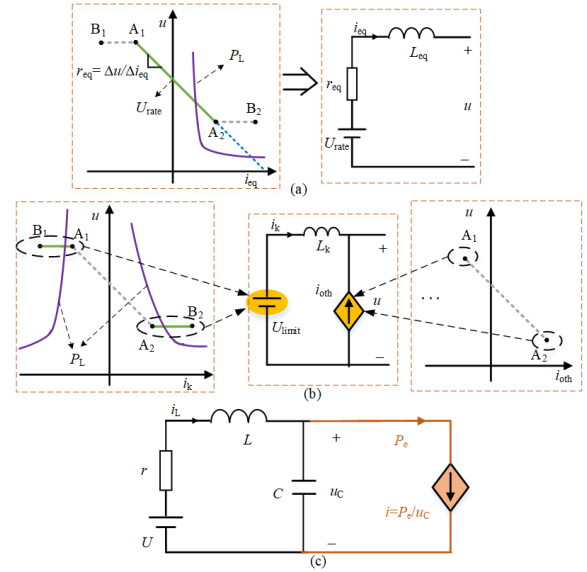 B1 A1 u
req= Δu/Δieq
PL
Urate
A2 B2
ieq
ieq
Leq
+
req
u
Urate
−
(a)
B1 A1 u
A2 B2
PL
ik
ik
Lk
+
ioth
u
Ulimit
−
u
A1
...
A2
ioth
(b)
iL
L
+
Pe
r
C
uC
i=Pe/uC
U
−
(c)